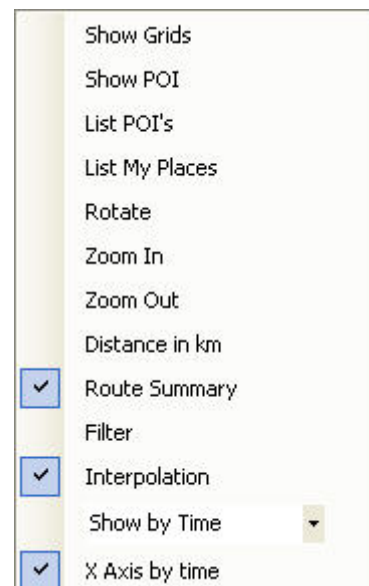 Show Grids
Show POI
List POI's
List My Places
Rotate
Zoom In
Zoom Out
Distance in km
Route Summary
Filter
Interpolation
Show by Time
X Axis by time